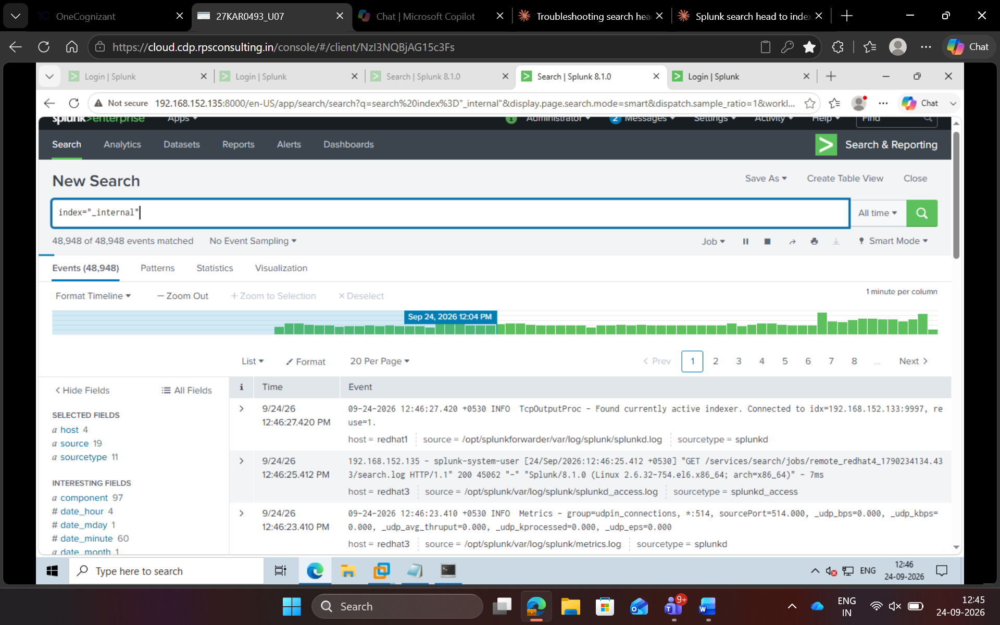 OneCognizant
27KAR0493_U07
Chat | Microsoft Copilot
Troubleshooting search hea
Splunk search head to inde
https://cloud.cdp.rpsconsulting.in/console/#/client/NzI3NQBjAG15c3Fs
Chat
Login | Splunk
Login | Splunk
Search | Splunk 8.1.0
Search | Splunk 8.1.0
Login | Splunk
Not secure
192.168.152.135:8000/en-US/app/search/search?q=search%20index%3D"_internal"&display.page.search.mode=smart&dispatch.sample_ratio=1&workl...
Chat
splunk>enterprise
Apps
i
Administrator
2
Messages
Settings
Activity
Help
Find
Search
Analytics
Datasets
Reports
Alerts
Dashboards
Search & Reporting
New Search
Save As
Create Table View
Close
index="_internal"
All time
48,948 of 48,948 events matched
No Event Sampling
Job
Smart Mode
Events (48,948)
Patterns
Statistics
Visualization
Format Timeline
– Zoom Out
+ Zoom to Selection
× Deselect
1 minute per column
Sep 24, 2026 12:04 PM
List
Format
20 Per Page
< Prev
1
2
3
4
5
6
7
8
...
Next >
< Hide Fields
All Fields
i
Time
Event
SELECTED FIELDS
a host 4
a source 19
a sourcetype 11
INTERESTING FIELDS
a component 97
# date_hour 4
# date_mday 1
# date_minute 60
a date_month 1
9/24/26
12:46:27.420 PM
09-24-2026 12:46:27.420 +0530 INFO  TcpOutputProc - Found currently active indexer. Connected to idx=192.168.152.133:9997, re
use=1.
host = redhat1
source = /opt/splunkforwarder/var/log/splunk/splunkd.log
sourcetype = splunkd
9/24/26
12:46:25.412 PM
192.168.152.135 - splunk-system-user [24/Sep/2026:12:46:25.412 +0530] "GET /services/search/jobs/remote_redhat4_1790234134.43
3/search.log HTTP/1.1" 200 45062 "-" "Splunk/8.1.0 (Linux 2.6.32-754.el6.x86_64; arch=x86_64)" - 7ms
host = redhat3
source = /opt/splunk/var/log/splunk/splunkd_access.log
sourcetype = splunkd_access
9/24/26
12:46:23.410 PM
09-24-2026 12:46:23.410 +0530 INFO  Metrics - group=udpin_connections, *:514, sourcePort=514.000, _udp_bps=0.000, _udp_kbps=
0.000, _udp_avg_thruput=0.000, _udp_kprocessed=0.000, _udp_eps=0.000
host = redhat3
source = /opt/splunk/var/log/splunk/metrics.log
sourcetype = splunkd
Type here to search
ENG
12:46
24-09-2026
Search
9+
ENG
IN
12:45
24-09-2026